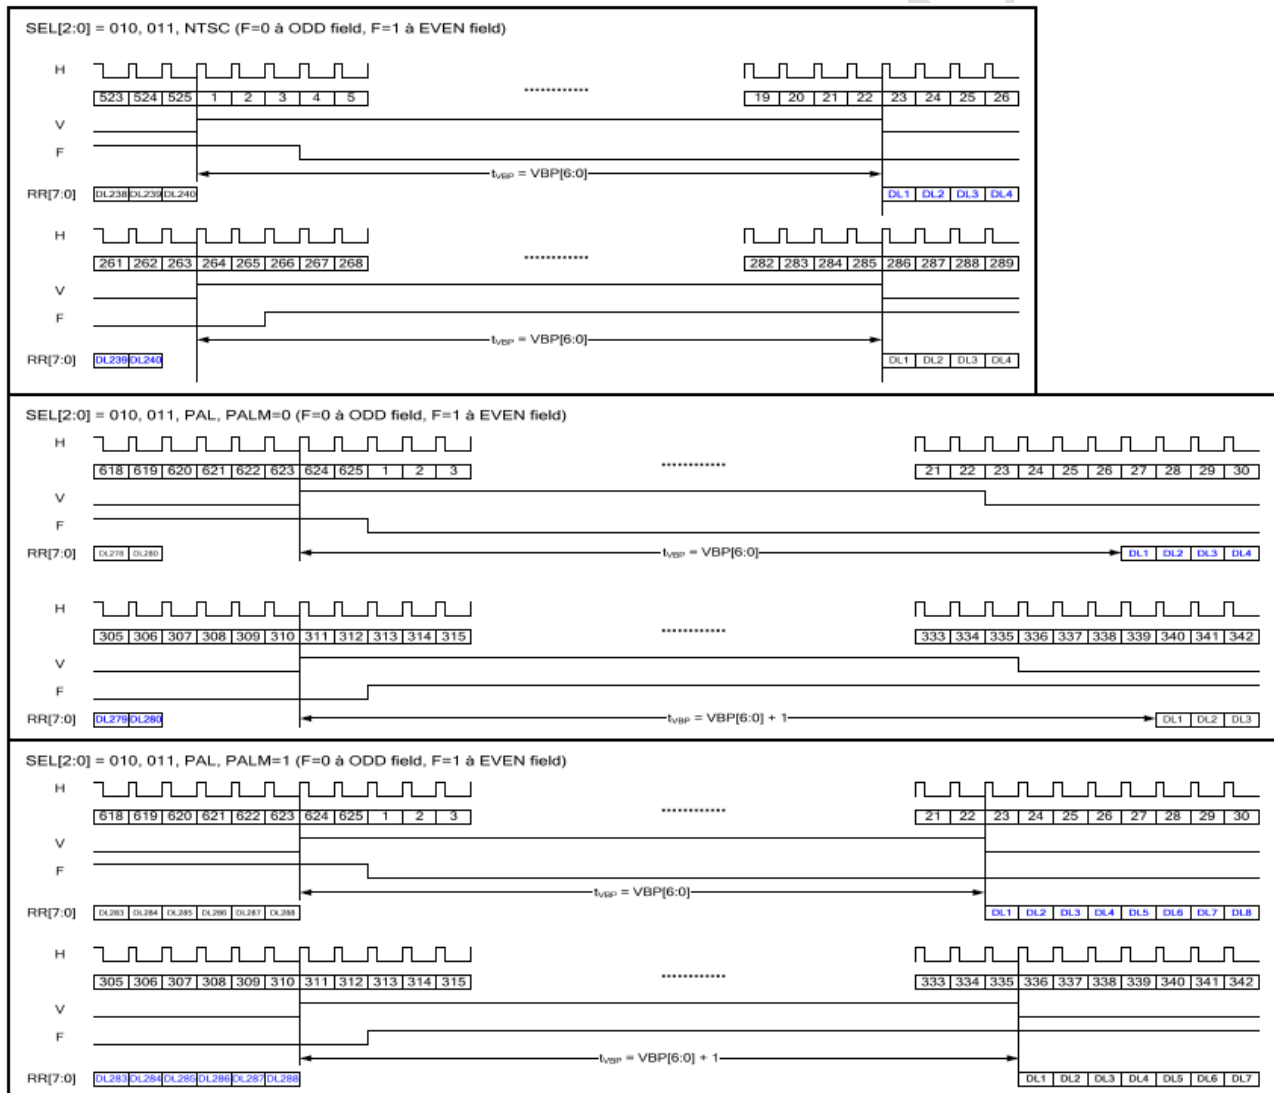 SEL[2:0] = 010, 011, NTSC (F=0 à ODD field, F=1 à EVEN field)
H
523 524 525 1 2 3 4 5 ............ 19 20 21 22 23 24 25 26
V
F
tVBP = VBP[6:0]
RR[7:0] DL238 DL239 DL240 DL1 DL2 DL3 DL4
H
261 262 263 264 265 266 267 268 ............ 282 283 284 285 286 287 288 289
V
F
tVBP = VBP[6:0]
RR[7:0] DL239 DL240 DL1 DL2 DL3 DL4
SEL[2:0] = 010, 011, PAL, PALM=0 (F=0 à ODD field, F=1 à EVEN field)
H
618 619 620 621 622 623 624 625 1 2 3 ............ 21 22 23 24 25 26 27 28 29 30
V
F
RR[7:0] DL278 DL280 tVBP = VBP[6:0] DL1 DL2 DL3 DL4
H
305 306 307 308 309 310 311 312 313 314 315 ............ 333 334 335 336 337 338 339 340 341 342
V
F
RR[7:0] DL279 DL280 tVBP = VBP[6:0] + 1 DL1 DL2 DL3
SEL[2:0] = 010, 011, PAL, PALM=1 (F=0 à ODD field, F=1 à EVEN field)
H
618 619 620 621 622 623 624 625 1 2 3 ............ 21 22 23 24 25 26 27 28 29 30
V
F
tVBP = VBP[6:0]
RR[7:0] DL283 DL284 DL285 DL286 DL287 DL288 DL1 DL2 DL3 DL4 DL5 DL6 DL7 DL8
H
305 306 307 308 309 310 311 312 313 314 315 ............ 333 334 335 336 337 338 339 340 341 342
V
F
tVBP = VBP[6:0] + 1
RR[7:0] DL283 DL284 DL285 DL286 DL287 DL288 DL1 DL2 DL3 DL4 DL5 DL6 DL7